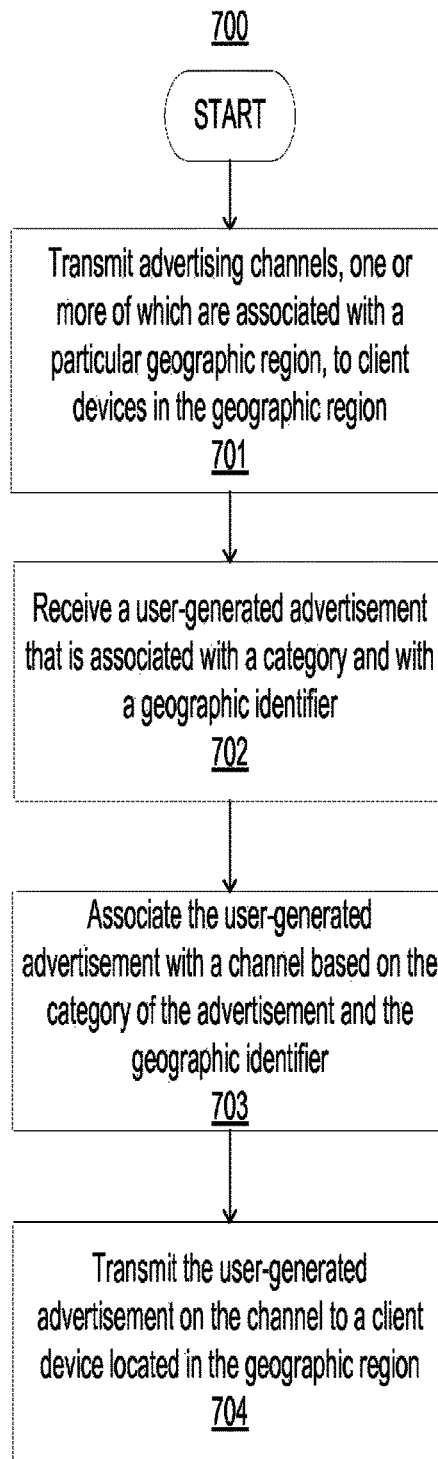 700
START
Transmit advertising channels, one or
more of which are associated with a
particular geographic region, to client
devices in the geographic region
701
Receive a user-generated advertisement
that is associated with a category and with
a geographic identifier
702
Associate the user-generated
advertisement with a channel based on the
category of the advertisement and the
geographic identifier
703
Transmit the user-generated
advertisement on the channel to a client
device located in the geographic region
704